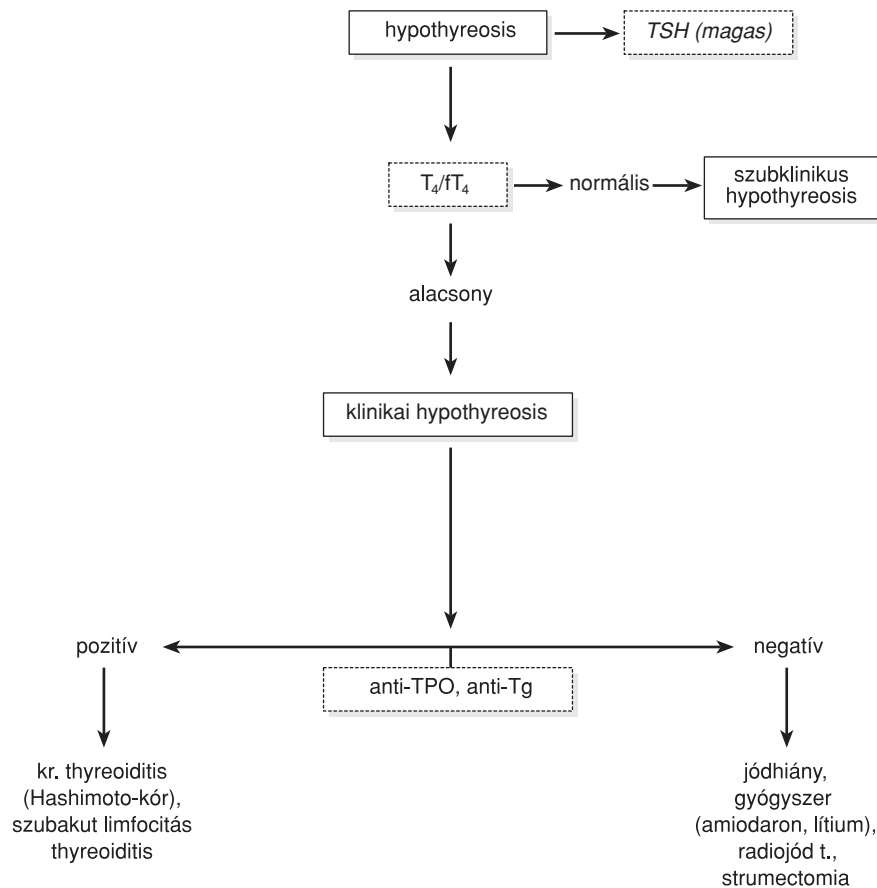 hypothyreosis
TSH (magas)
T₄/fT₄
normális
szubklinikus
hypothyreosis
alacsony
klinikai hypothyreosis
pozitív
negatív
anti-TPO, anti-Tg
kr. thyreoiditis
(Hashimoto-kór),
szubakut limfocitás
thyreoiditis
jódhiány,
gyógyszer
(amiodaron, lítium),
radiojód t.,
strumectomia